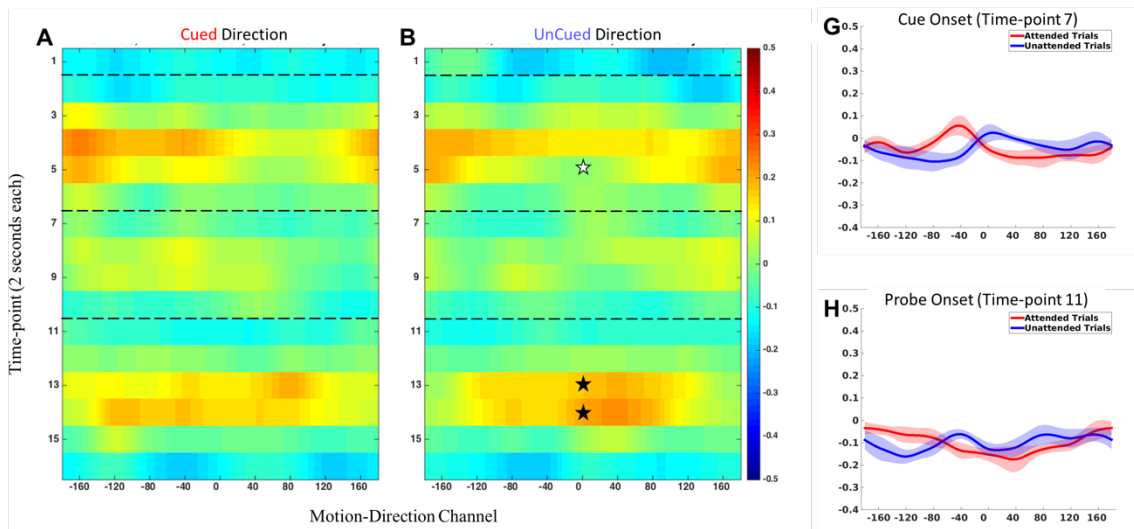 A
Cued Direction
Time-point (2 seconds each)
1
3
5
7
9
11
13
15
-160 -120 -80 -40 0 40 80 120 160
B
UnCued Direction
1
3
5
7
9
11
13
15
-160 -120 -80 -40 0 40 80 120 160
0.5
0.4
0.3
0.2
0.1
0
-0.1
-0.2
-0.3
-0.4
-0.5
Motion-Direction Channel
G
Cue Onset (Time-point 7)
Attended Trials
Unattended Trials
0.5
0.4
0.3
0.2
0.1
0
-0.1
-0.2
-0.3
-0.4
-160 -120 -80 -40 0 40 80 120 160
H
Probe Onset (Time-point 11)
Attended Trials
Unattended Trials
0.5
0.4
0.3
0.2
0.1
0
-0.1
-0.2
-0.3
-0.4
-160 -120 -80 -40 0 40 80 120 160